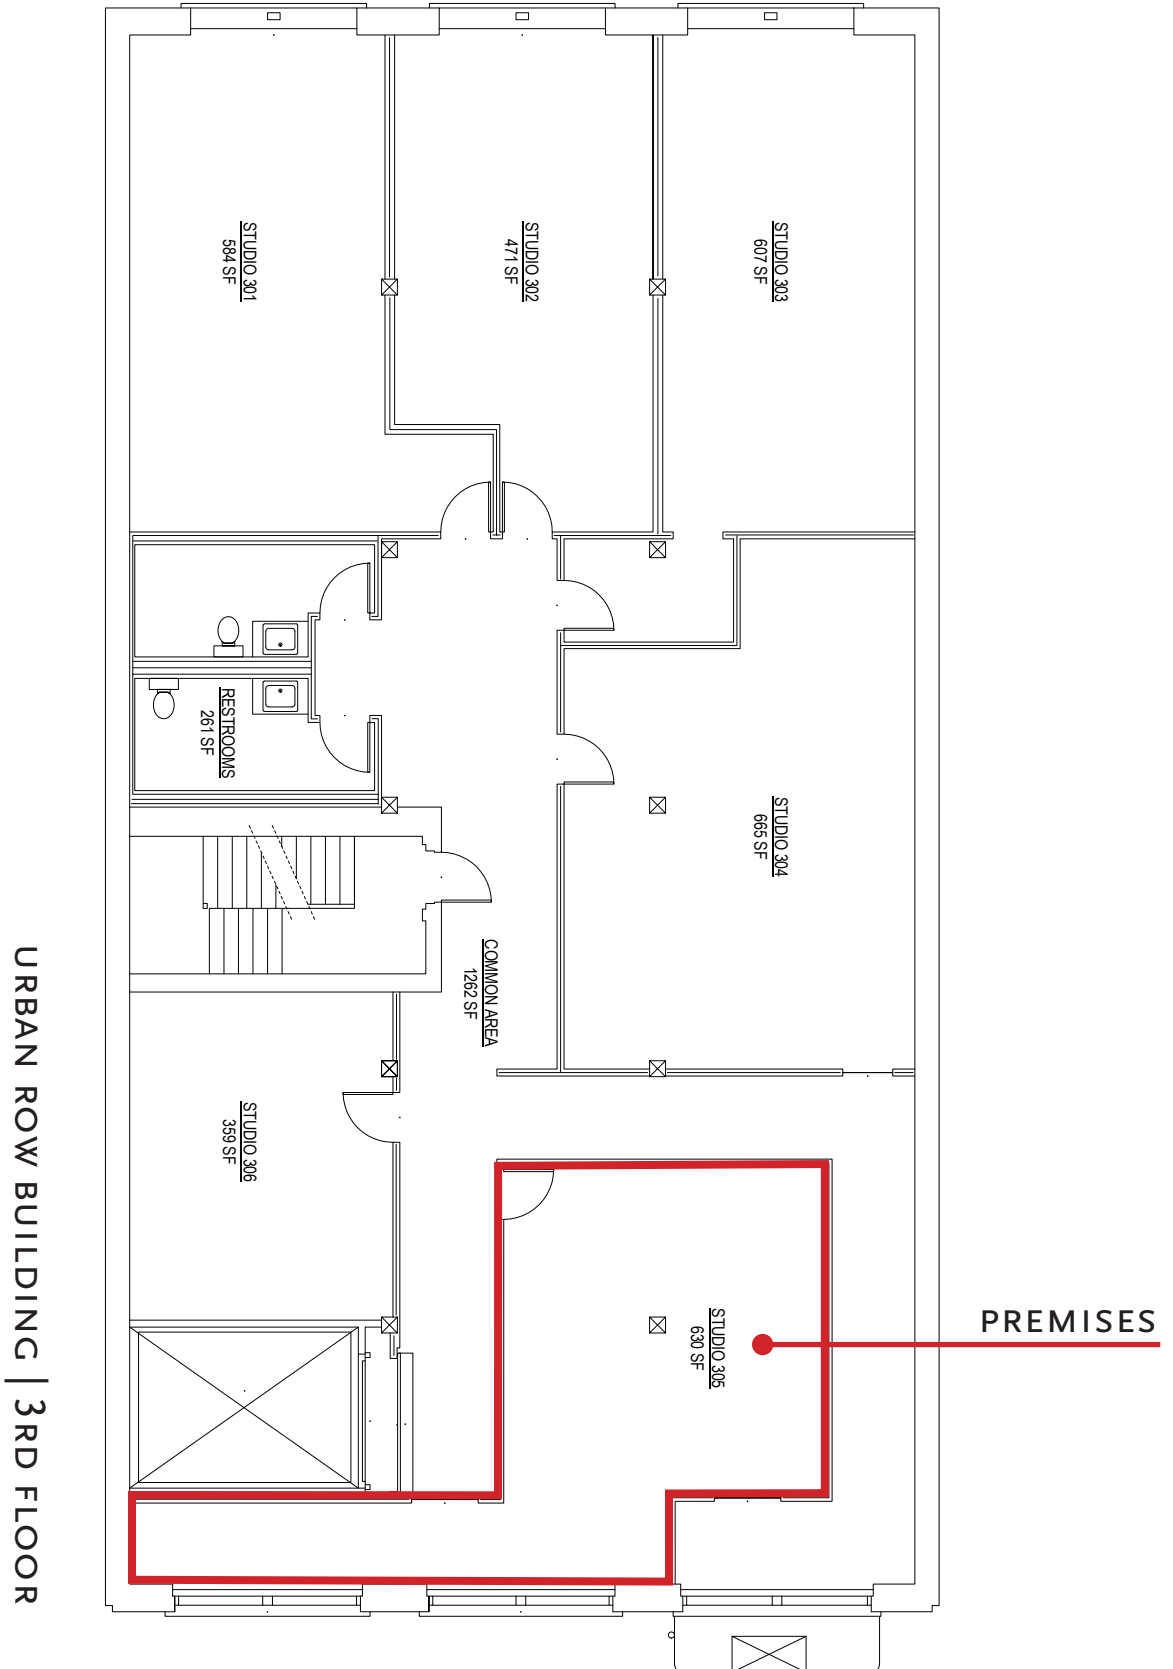 STUDIO 301
584 SF
STUDIO 302
471 SF
STUDIO 303
607 SF
RESTROOMS
261 SF
STUDIO 304
665 SF
COMMON AREA
1262 SF
STUDIO 306
359 SF
STUDIO 305
630 SF
PREMISES
URBAN ROW BUILDING | 3RD FLOOR